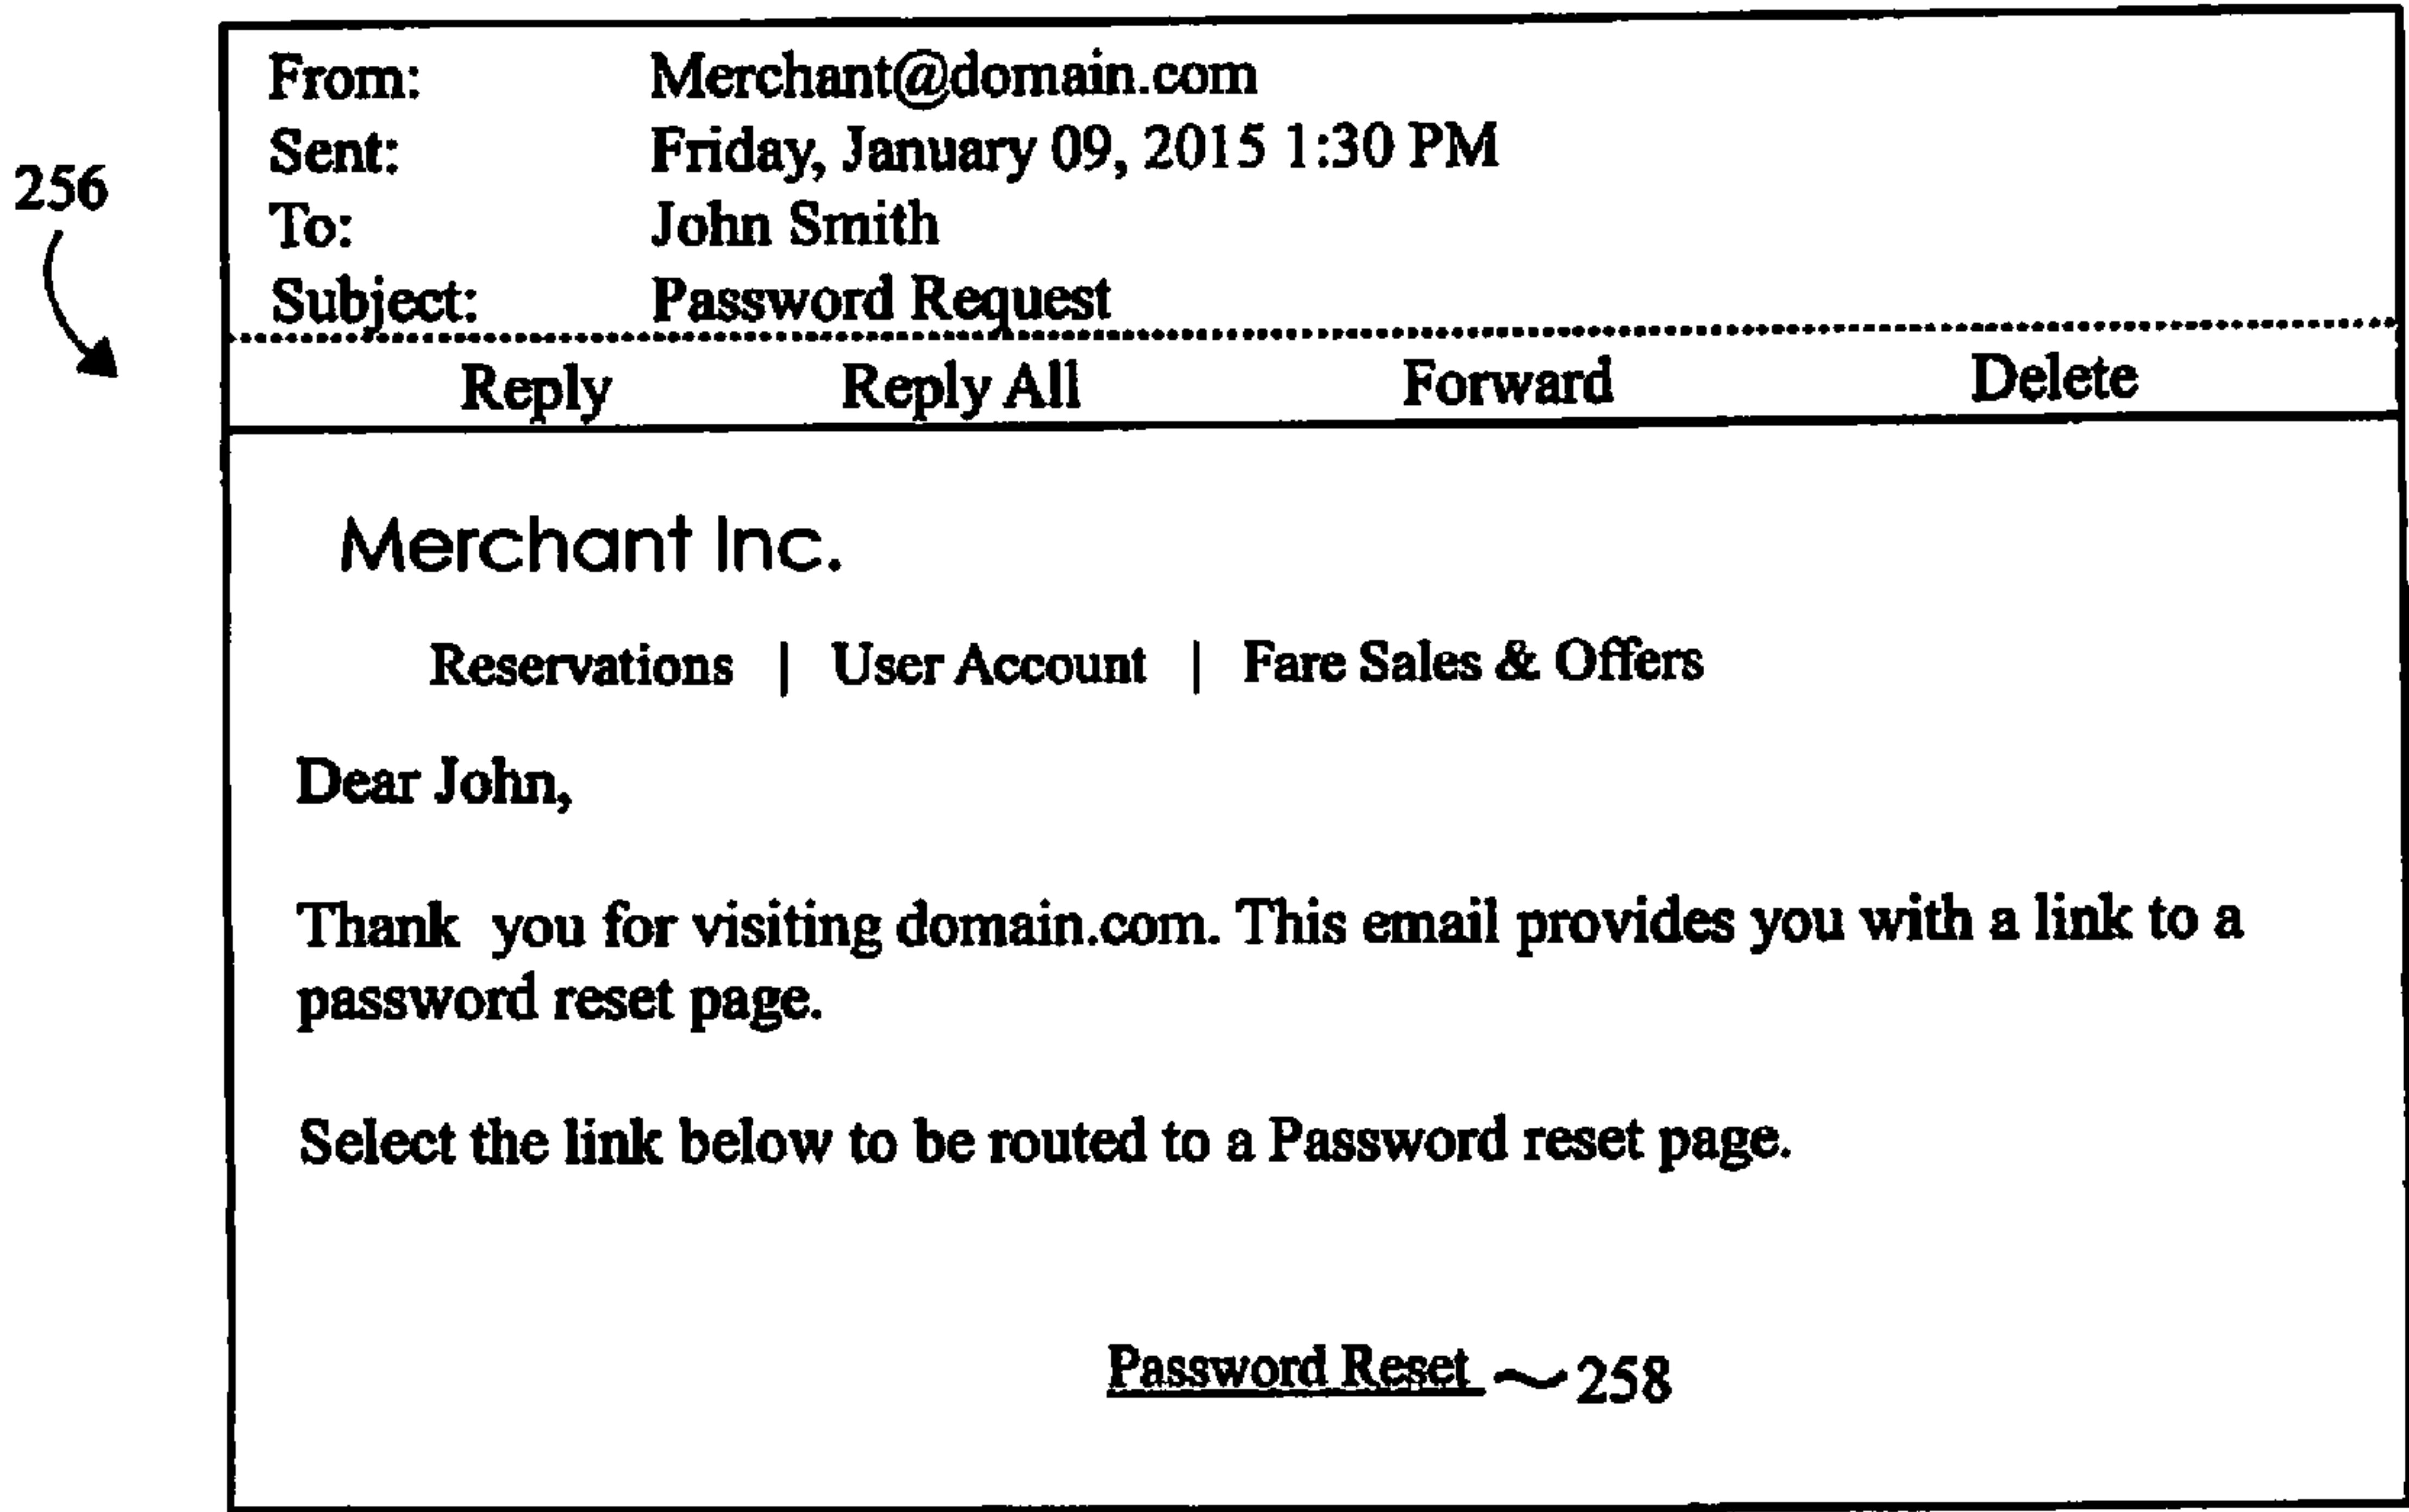 From: Merchant@domain.com
Sent: Friday, January 09, 2015 1:30 PM
256
To: John Smith
Subject: Password Request
Reply Reply All Forward Delete
Merchant Inc.
Reservations | User Account | Fare Sales & Offers
Dear John,
Thank you for visiting domain.com. This email provides you with a link to a
password reset page.
Select the link below to be routed to a Password reset page.
Password Reset 258